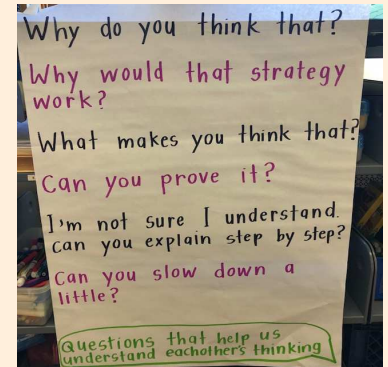 Why do you think that?
Why would that strategy
work?
What makes you think that?
Can you prove it?
I'm not sure I understand.
can you explain step by step?
Can you slow down a
little?
Questions that help us
understand eachother's thinking